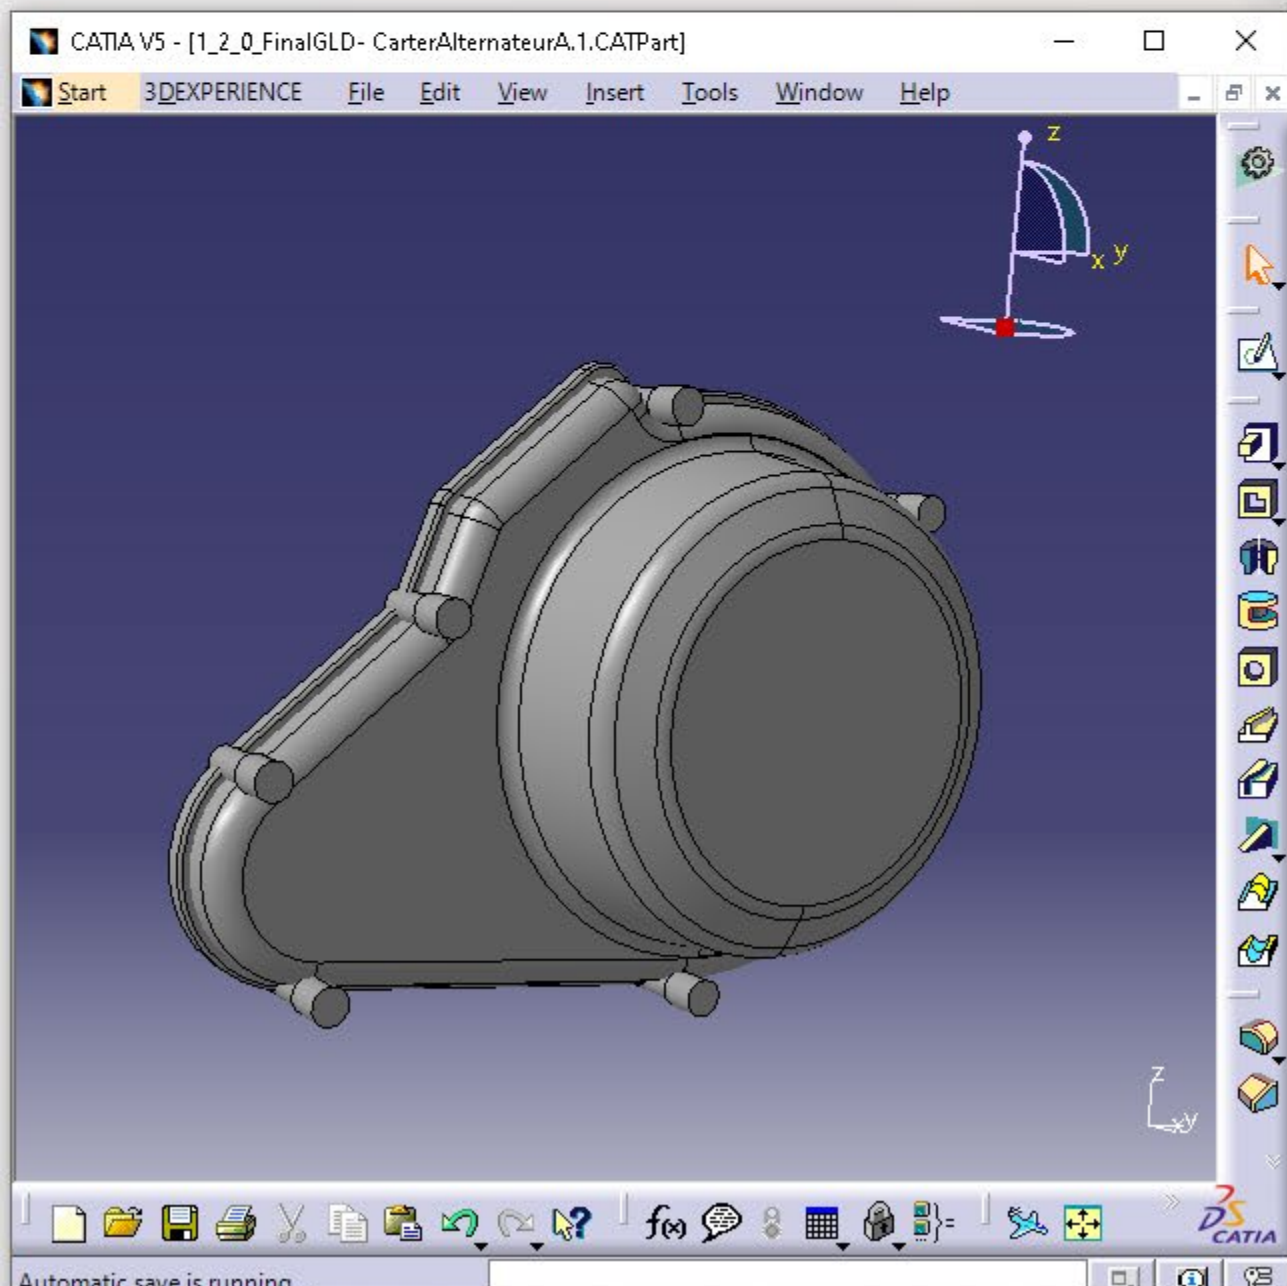 CATIA V5 - [1_2_0_FinalGLD- CarterAlternateurA.1.CATPart]
Start 3DEXPERIENCE File Edit View Insert Tools Window Help
z
x y
z
x y
f(x)
CATIA
Automatic save is running